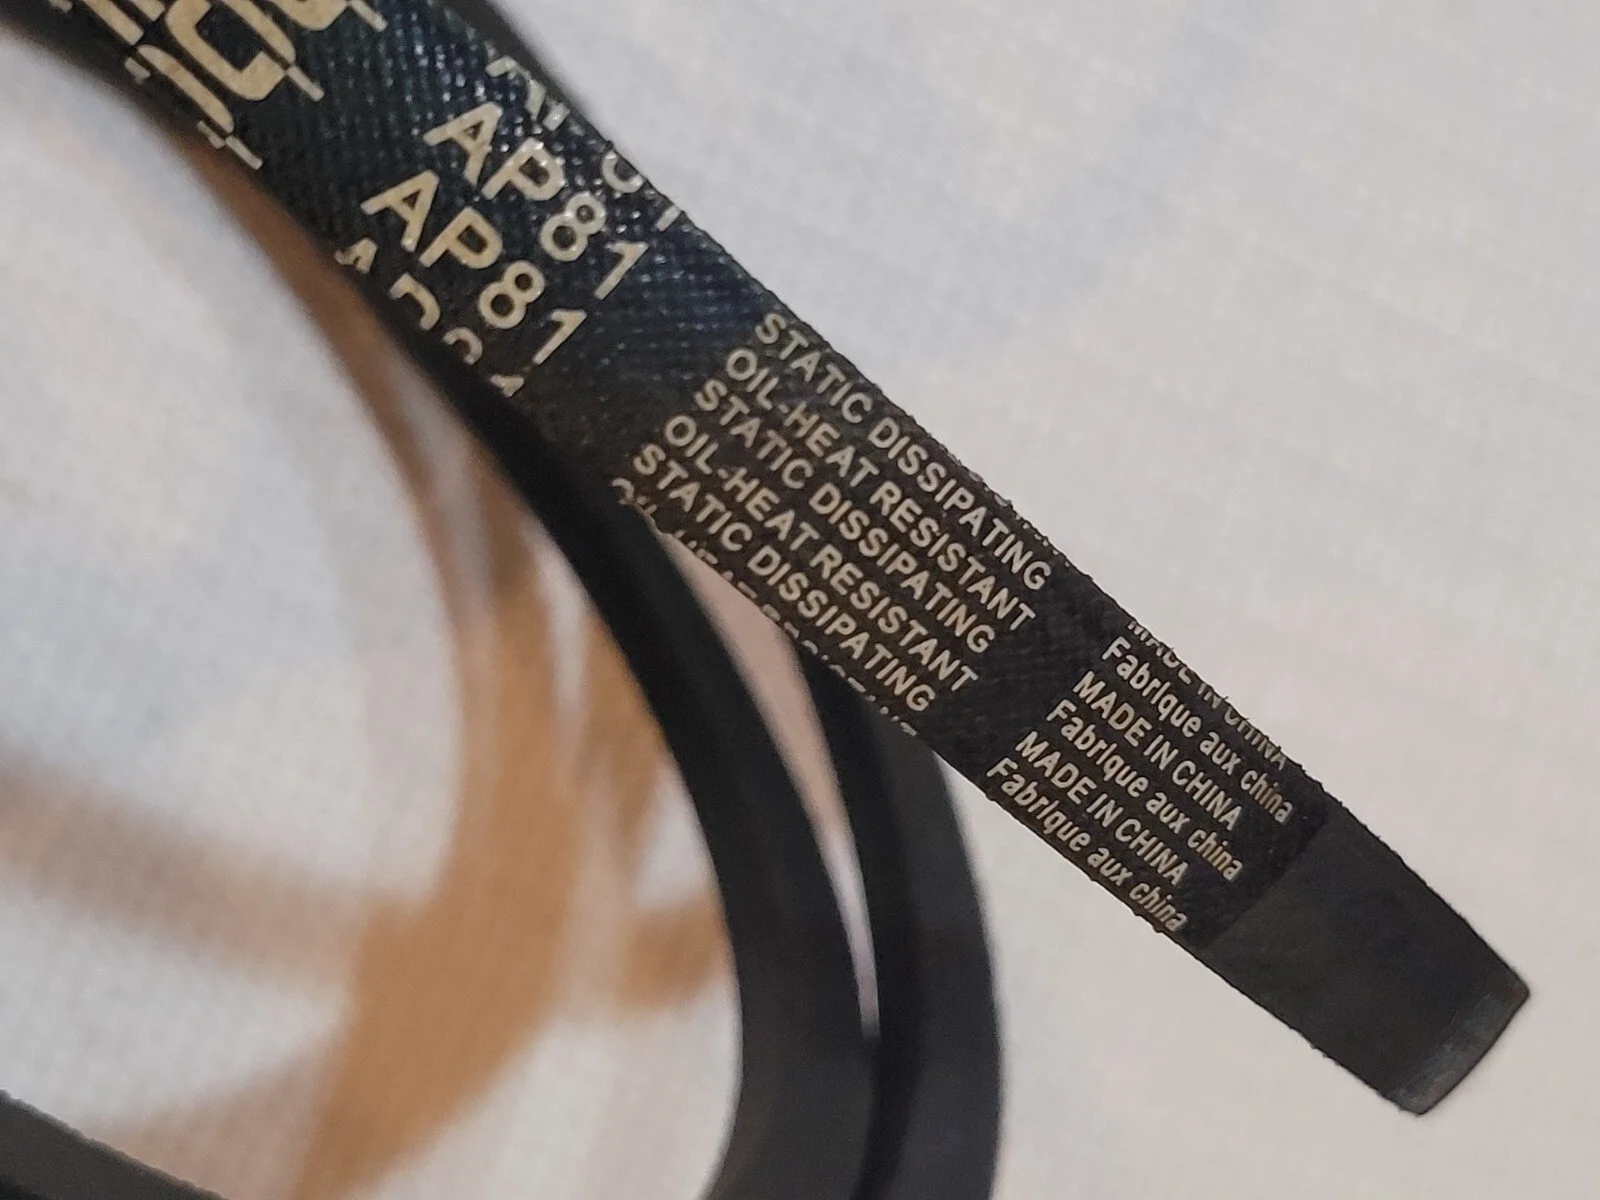 AP81
AP81
STATIC DISSIPATING
OIL-HEAT RESISTANT
STATIC DISSIPATING
OIL-HEAT RESISTANT
STATIC DISSIPATING
MADE IN CHINA
Fabrique aux china
MADE IN CHINA
Fabrique aux china
MADE IN CHINA
Fabrique aux china